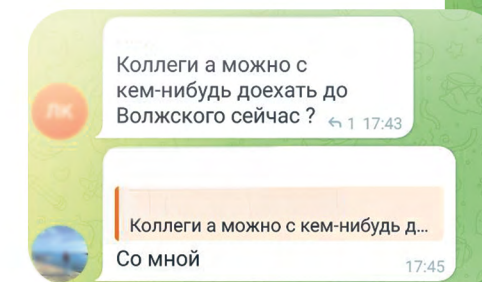 Коллеги а можно с
кем-нибудь доехать до
Волжского сейчас ?
1 17:43
ЛК
Коллеги а можно с кем-нибудь д...
Со мной
17:45